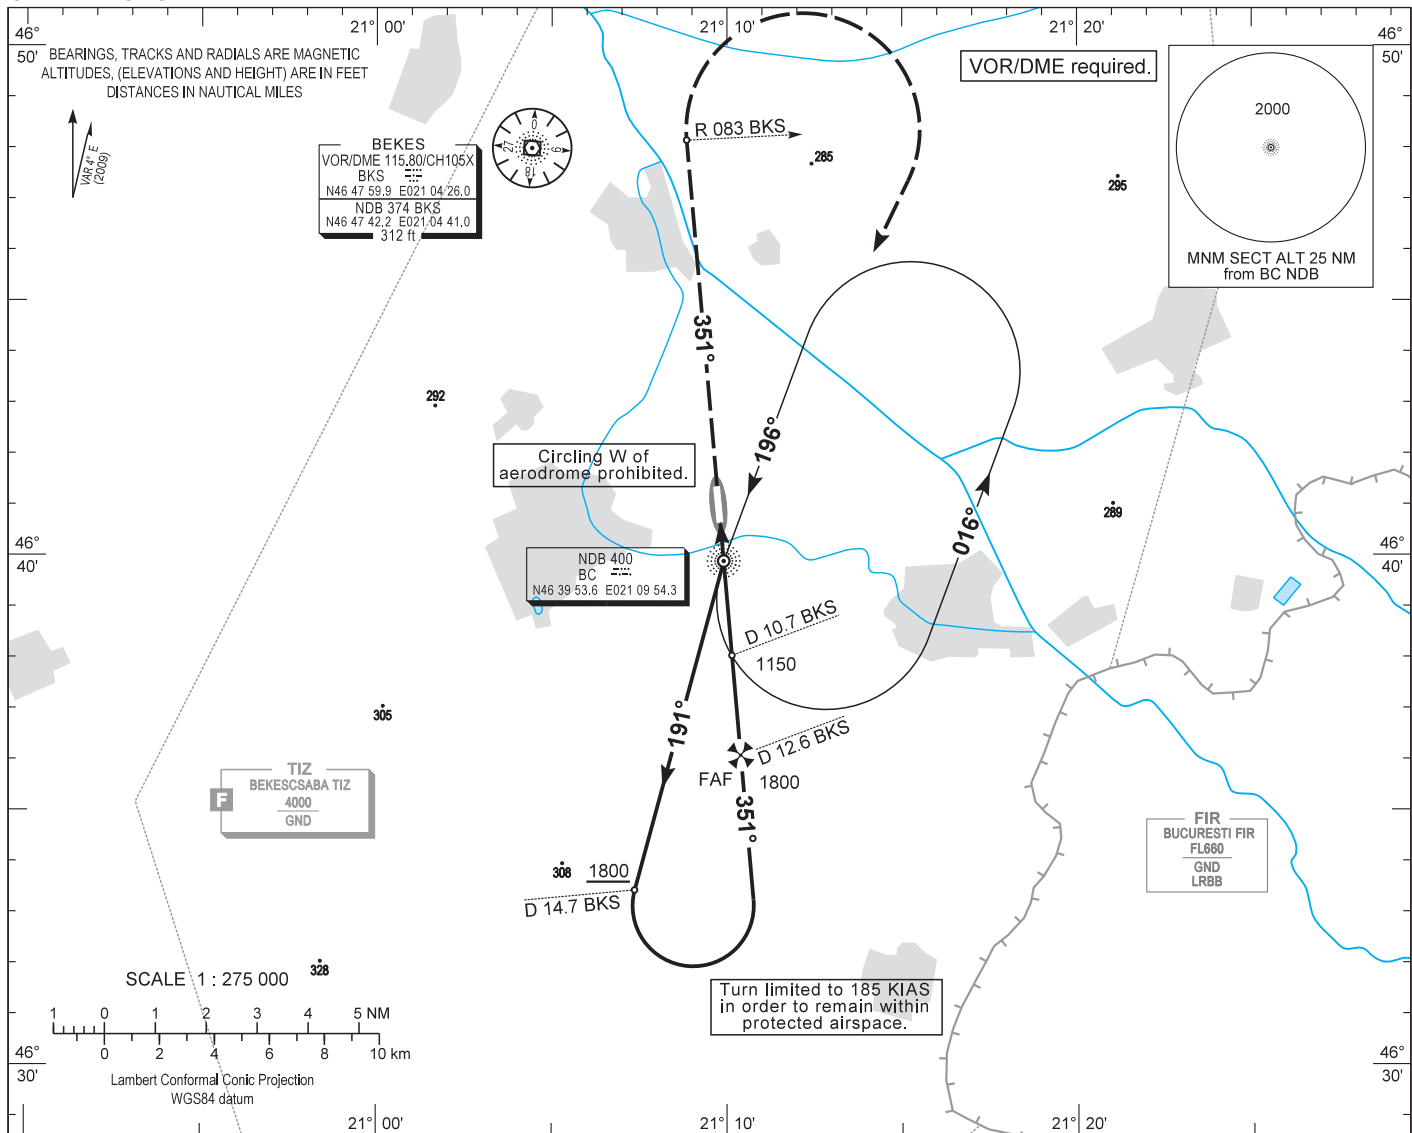 21° 00'
21° 10'
21° 20'
46°
50'
46°
50'
BEARINGS, TRACKS AND RADIALS ARE MAGNETIC
ALTITUDES, (ELEVATIONS AND HEIGHT) ARE IN FEET
DISTANCES IN NAUTICAL MILES
VAR 4° E
(2009)
BEKES
VOR/DME 115.80/CH105X
BKS
N46 47 59.9 E021 04 26.0
NDB 374 BKS
N46 47 42.2 E021 04 41.0
312 ft
0
9
18
27
R 083 BKS
285
VOR/DME required.
295
2000
MNM SECT ALT 25 NM
from BC NDB
351°
292
196°
Circling W of
aerodrome prohibited.
289
016°
46°
40'
46°
40'
NDB 400
BC
N46 39 53.6 E021 09 54.3
D 10.7 BKS
1150
305
191°
D 12.6 BKS
FAF
1800
351°
TIZ
BEKESCSABA TIZ
4000
GND
F
FIR
BUCURESTI FIR
FL660
GND
LRBB
308
1800
D 14.7 BKS
328
SCALE 1 : 275 000
1 0 1 2 3 4 5 NM
0 2 4 6 8 10 km
Lambert Conformal Conic Projection
WGS84 datum
Turn limited to 185 KIAS
in order to remain within
protected airspace.
46°
30'
46°
30'
21° 00'
21° 10'
21° 20'